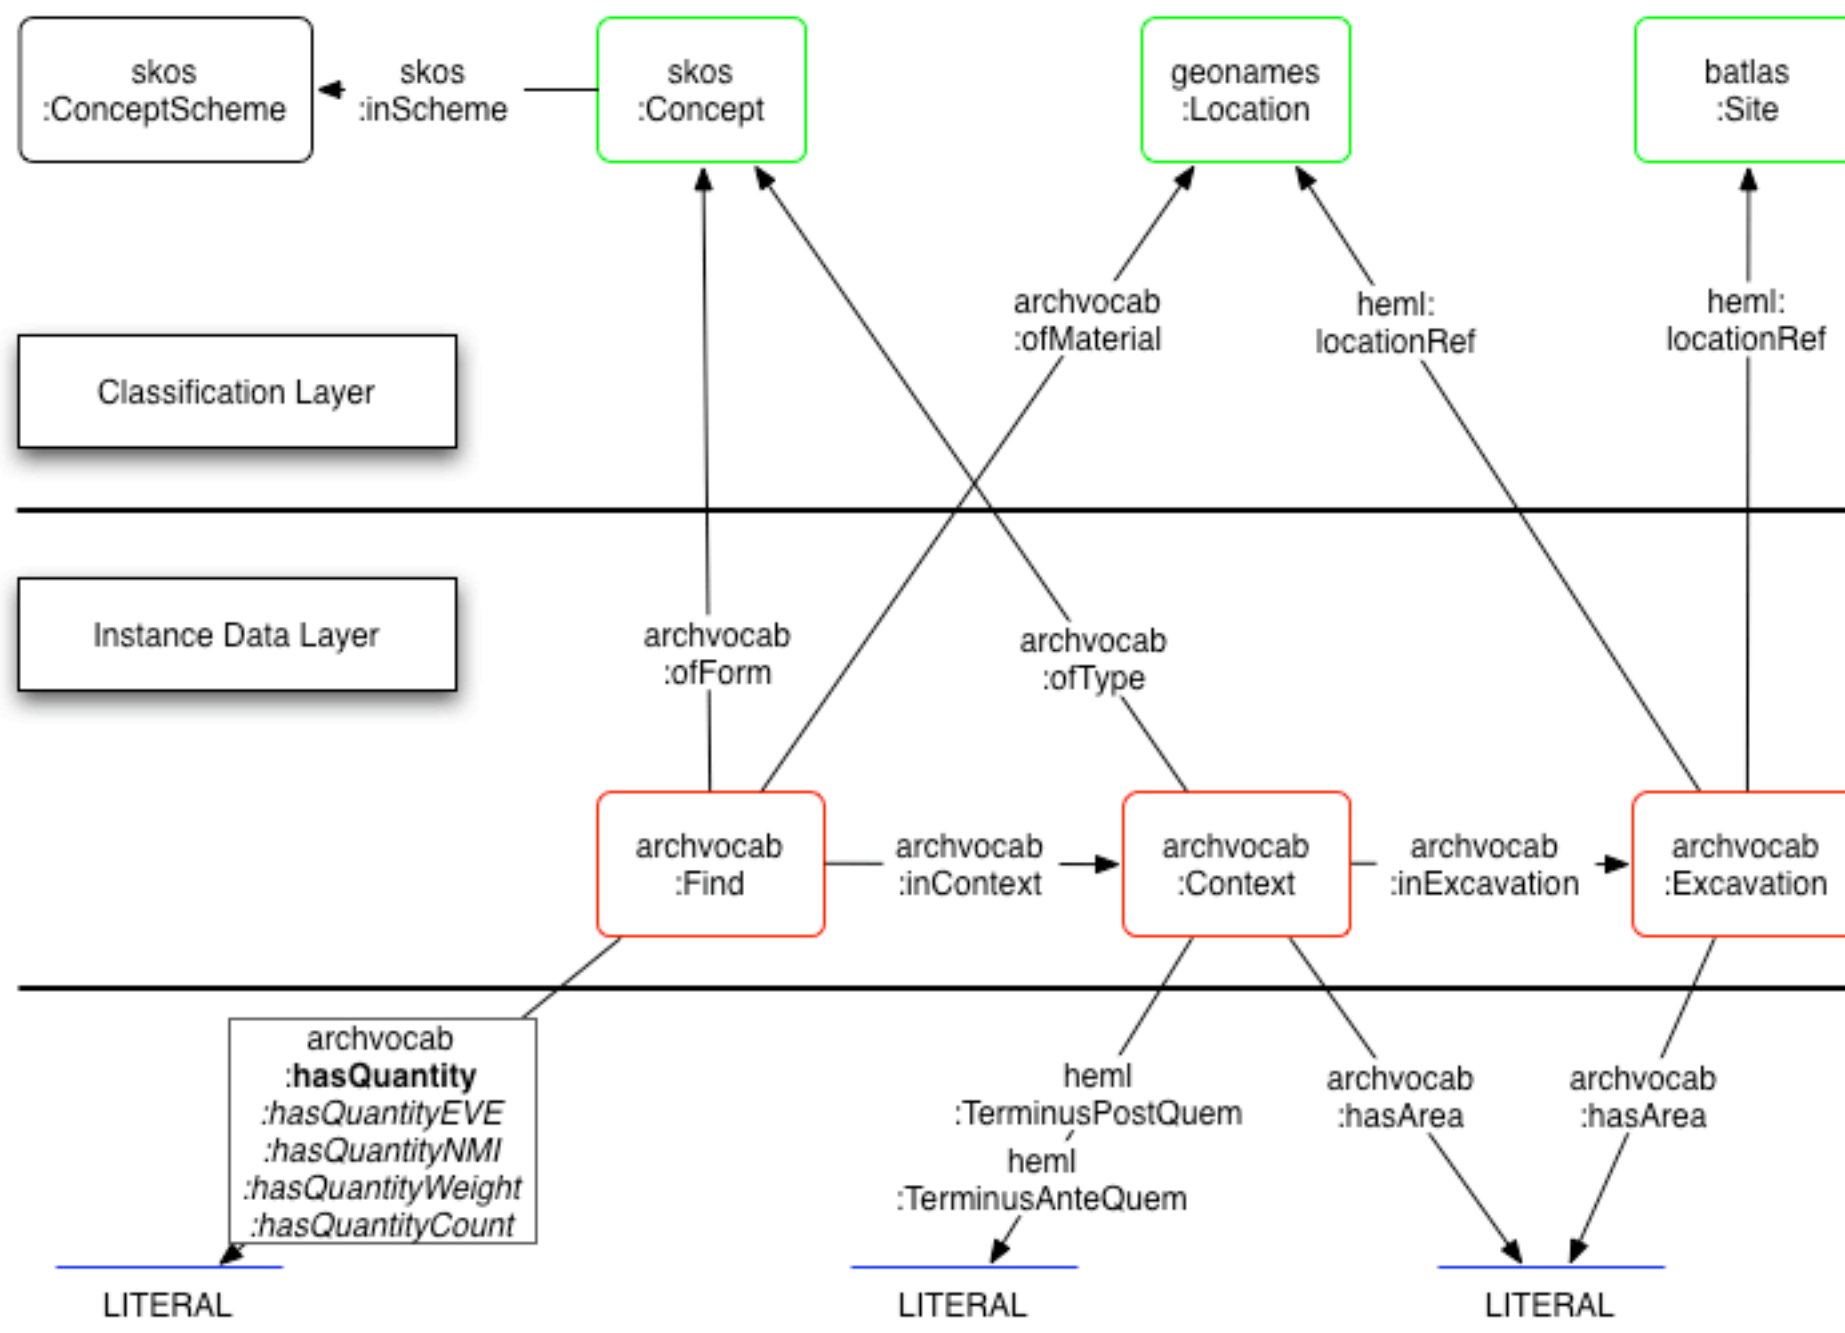 skos
:ConceptScheme
skos
:inScheme
skos
:Concept
geonames
:Location
batlas
:Site
archvocab
:ofMaterial
heml:
locationRef
heml:
locationRef
Classification Layer
Instance Data Layer
archvocab
:ofForm
archvocab
:ofType
archvocab
:Find
archvocab
:inContext
archvocab
:Context
archvocab
:inExcavation
archvocab
:Excavation
archvocab
:hasQuantity
:hasQuantityEVE
:hasQuantityNMI
:hasQuantityWeight
:hasQuantityCount
heml
:TerminusPostQuem
heml
:TerminusAnteQuem
archvocab
:hasArea
archvocab
:hasArea
LITERAL
LITERAL
LITERAL